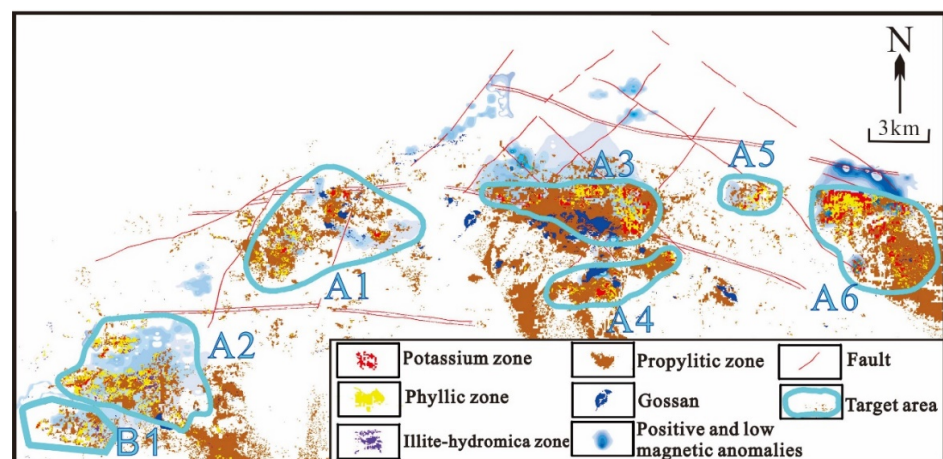 N
3km
A3
A5
A1
A6
A4
A2
B1
Potassium zone
Propylitic zone
Fault
Phyllic zone
Gossan
Target area
Illite-hydromica zone
Positive and low
magnetic anomalies